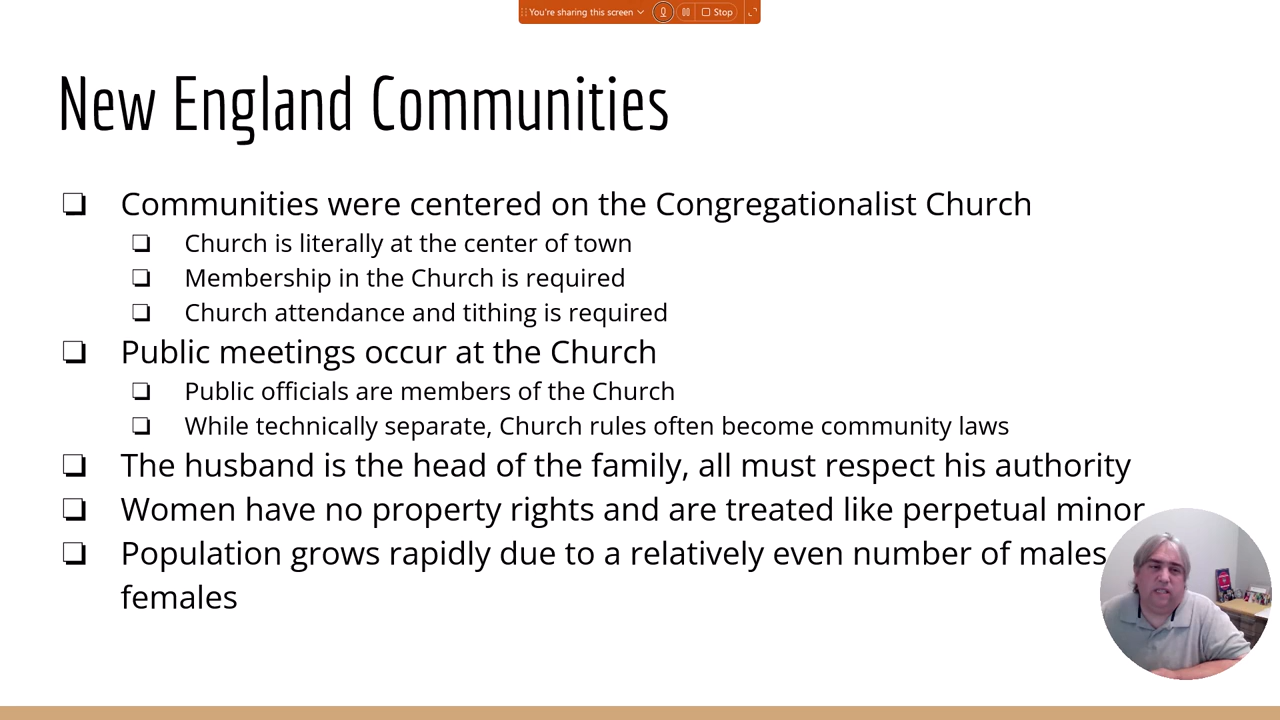 You're sharing this screen
Stop
New England Communities
Communities were centered on the Congregationalist Church
Church is literally at the center of town
Membership in the Church is required
Church attendance and tithing is required
Public meetings occur at the Church
Public officials are members of the Church
While technically separate, Church rules often become community laws
The husband is the head of the family, all must respect his authority
Women have no property rights and are treated like perpetual minor
Population grows rapidly due to a relatively even number of males
females